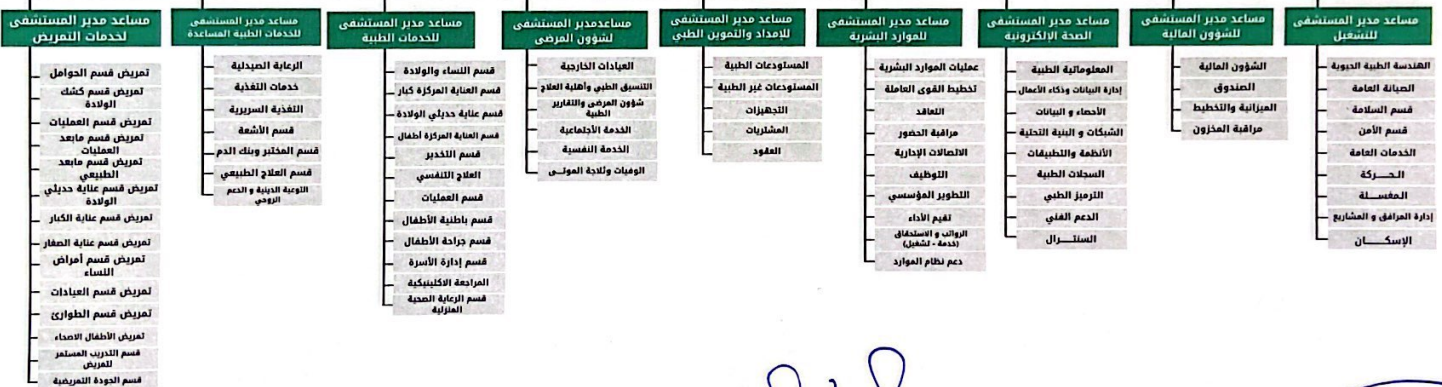 مساعد مدير المستشفى
للتشغيل
الهندسة الطبية الحيوية
الصيانة العامة
قسم السلامة
قسم الأمن
الخدمات العامة
الحـــركة
المغســـلة
إدارة المرافق و المشاريع
الإسكـــــان
مساعد مدير المستشفى
للشؤون المالية
الشؤون المالية
الصندوق
الميزانية والتخطيط
مراقبة المخزون
مساعد مدير المستشفى
الصحة الإلكترونية
المعلوماتية الطبية
إدارة البيانات وذكاء الأعمال
الأحصاء و البيانات
الشبكات و البنية التحتية
الأنظمة والتطبيقات
السجلات الطبية
الترميز الطبي
الدعم الفني
السنتـــرال
مساعد مدير المستشفى
للموارد البشرية
عمليات الموارد البشرية
تخطيط القوى العاملة
التعاقد
مراقبة الحضور
الاتصالات الإدارية
التوظيف
التطوير المؤسسي
تقيم الأداء
الرواتب و الاستحقاق
(خدمة - تشغيل)
دعم نظام الموارد
مساعد مدير المستشفى
للإمداد والتموين الطبي
المستودعات الطبية
المستودعات غير الطبية
التجهيزات
المشتريات
العقود
مساعدمدير المستشفى
لشؤون المرضى
العيادات الخارجية
التنسيق الطبي وأهلية العلاج
شؤون المرضى والتقارير
الطبية
الخدمة الأجتماعية
الخدمة النفسية
الوفيات وثلاجة الموتــى
مساعد مدير المستشفى
للخدمات الطبية
قسم النساء والولادة
قسم العناية المركزة كبار
قسم عناية حديثي الولادة
قسم العناية المركزة أطفال
قسم التخدير
العلاج التنفسي
قسم العمليات
قسم باطنية الأطفال
قسم جراحة الأطفال
قسم إدارة الأسرة
المراجعة الاكلينيكية
قسم الرعاية الصحية
المنزلية
مساعد مدير المستشفى
للخدمات الطبية المساعدة
الرعاية الصيدلية
خدمات التغذية
التغذية السريرية
قسم الأشعة
قسم المختبر وبنك الدم
قسم العلاج الطبيعي
التوعية الدينية و الدعم
الروحي
مساعد مدير المستشفى
لخدمات التمريض
تمريض قسم الحوامل
تمريض قسم كشك
الولادة
تمريض قسم العمليات
تمريض قسم مابعد
العمليات
تمريض قسم مابعد
الطبيعي
تمريض قسم عناية حديثي
الولادة
تمريض قسم عناية الكبار
تمريض قسم عناية الصغار
تمريض قسم أمراض
النساء
تمريض قسم العيادات
تمريض قسم الطوارئ
تمريض الأطفال الاصحاء
قسم التدريب المستمر
للتمريض
قسم الجودة التمريضية